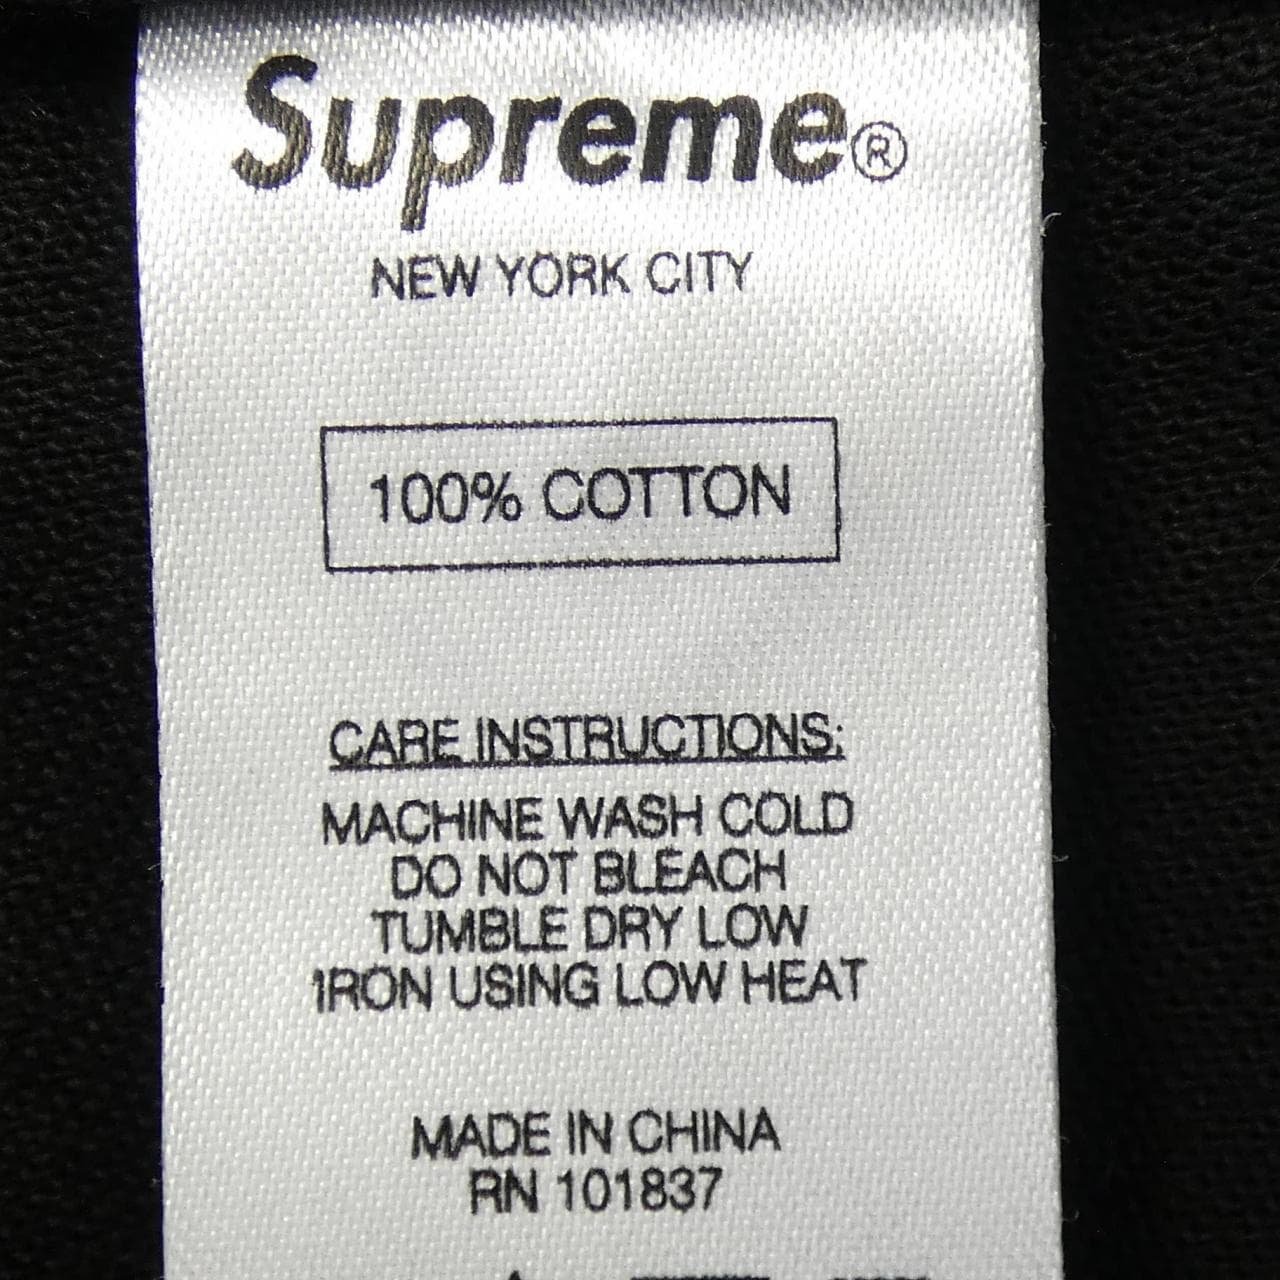 Supreme®
NEW YORK CITY
100% COTTON
CARE INSTRUCTIONS:
MACHINE WASH COLD
DO NOT BLEACH
TUMBLE DRY LOW
IRON USING LOW HEAT
MADE IN CHINA
RN 101837